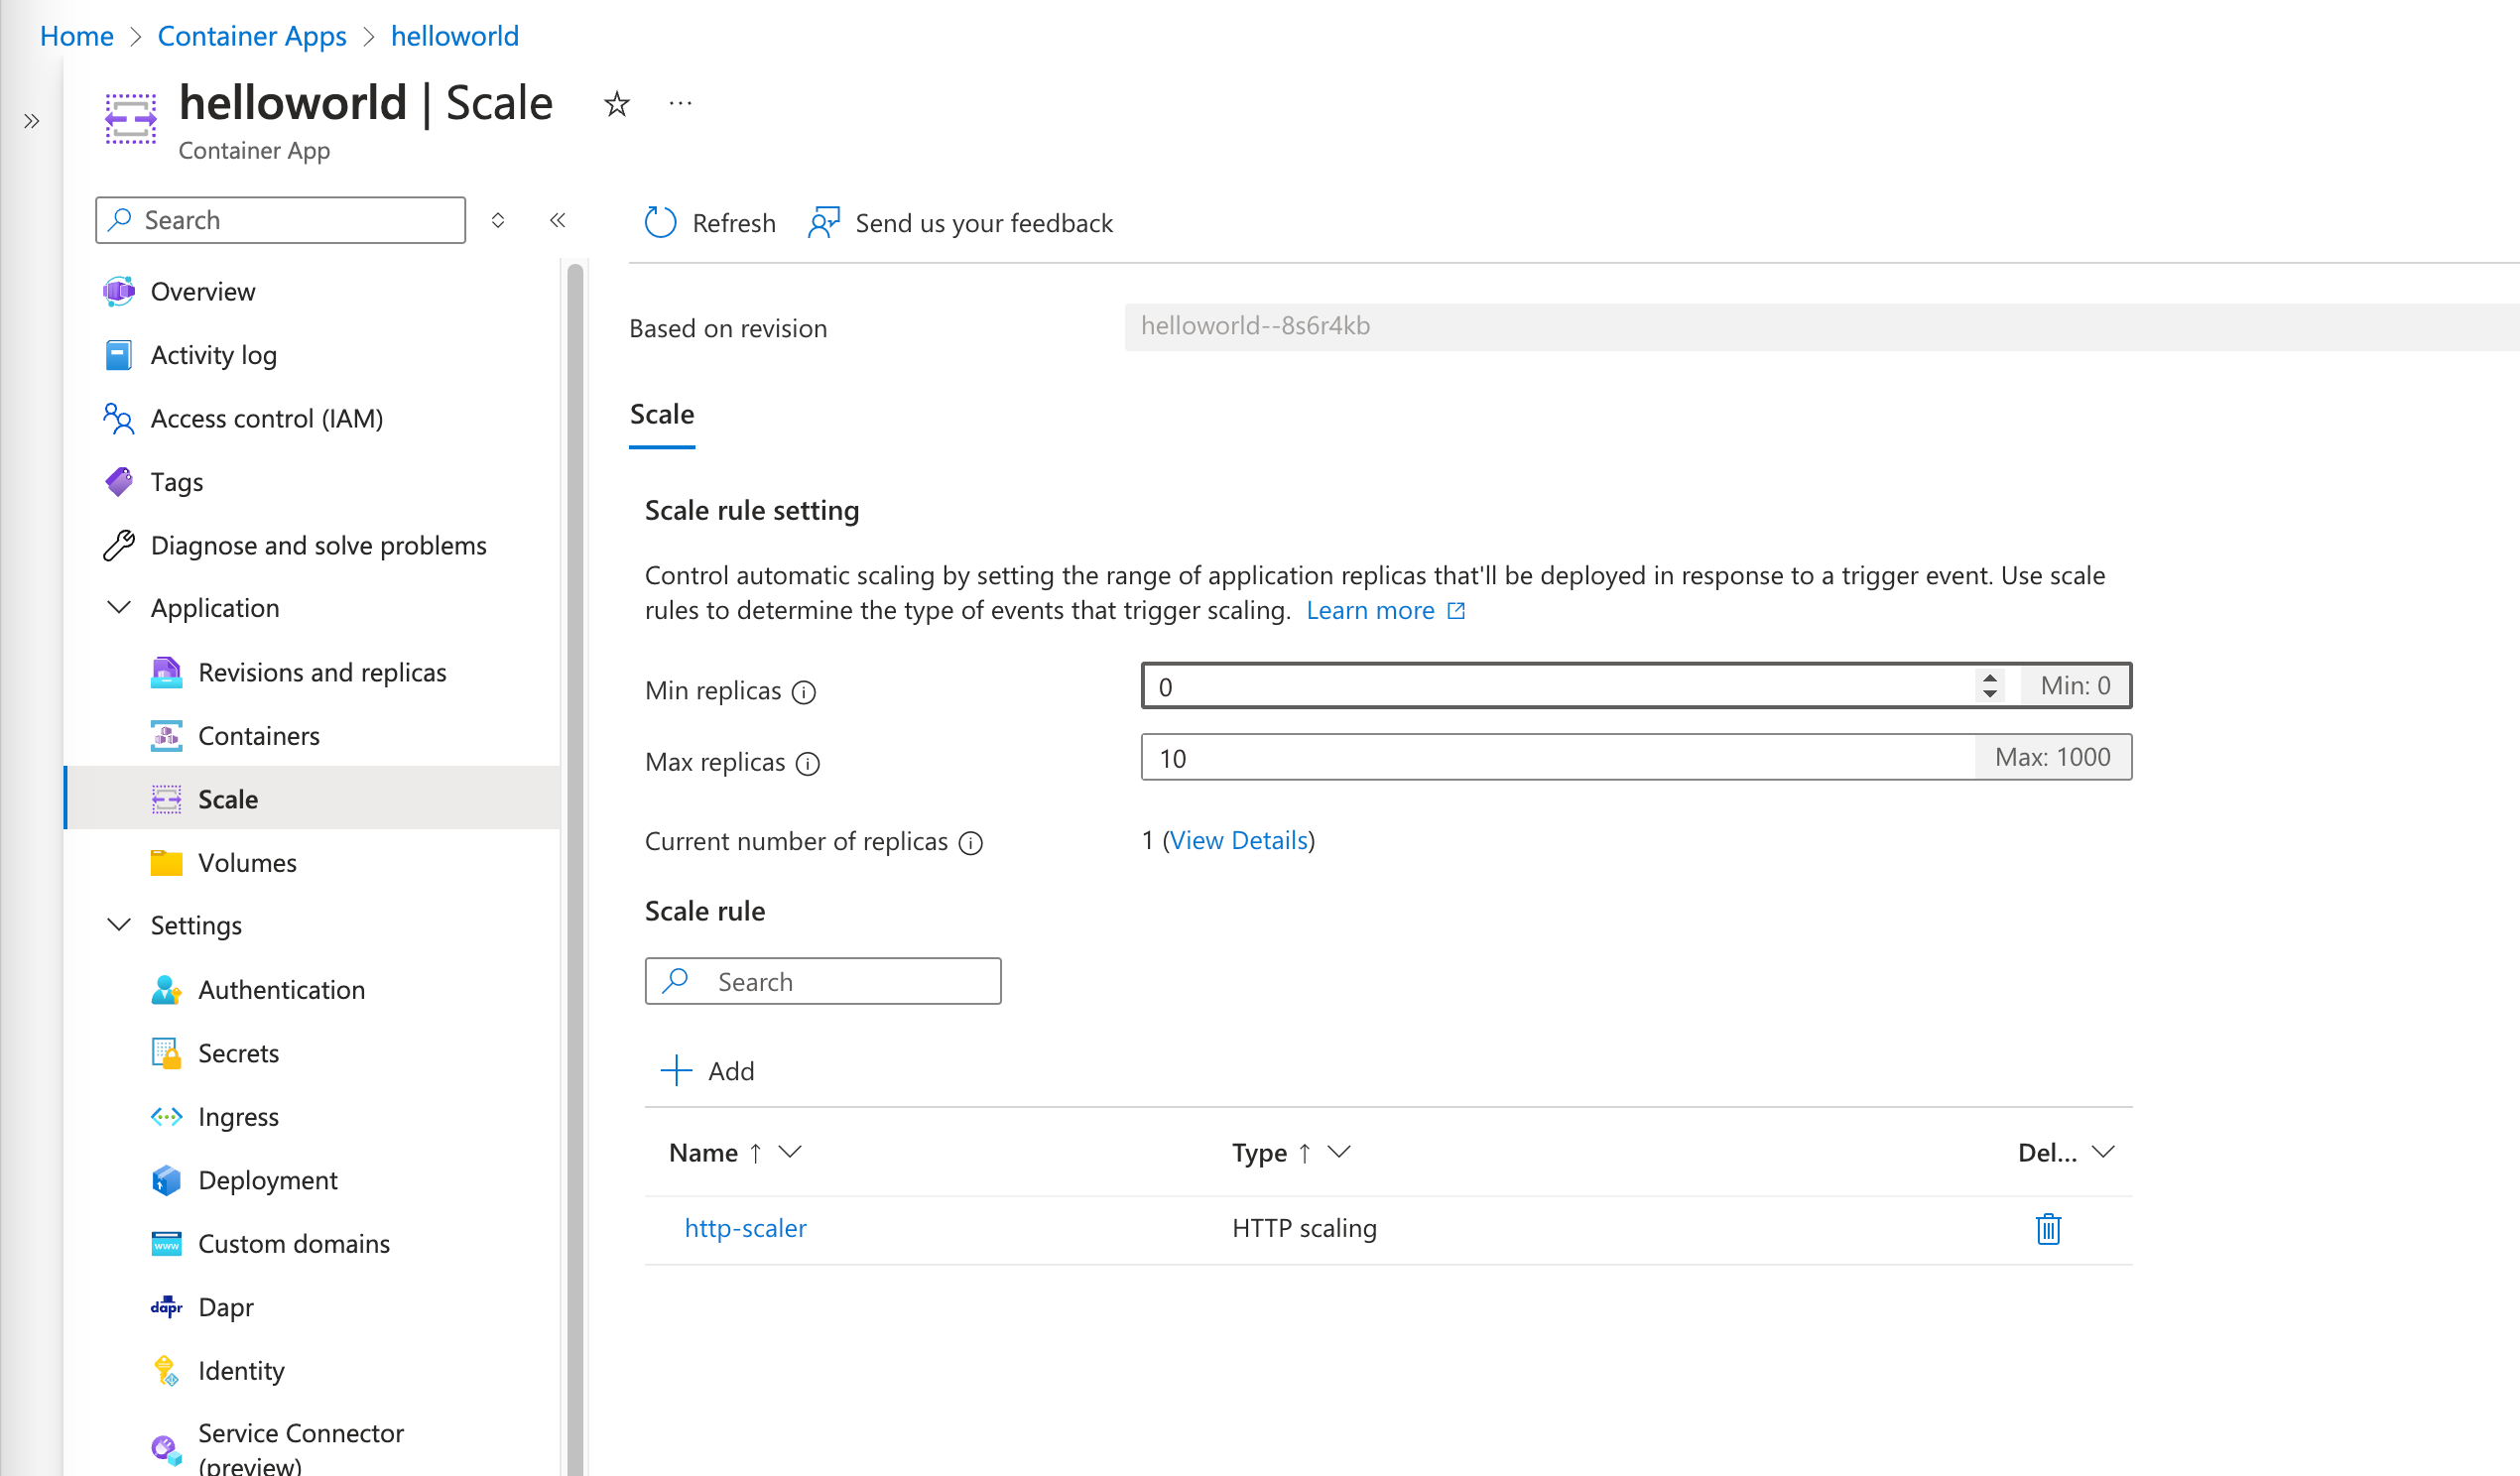 Home > Container Apps > helloworld
helloworld | Scale
Container App
Search
Overview
Activity log
Access control (IAM)
Tags
Diagnose and solve problems
Application
Revisions and replicas
Containers
Scale
Volumes
Settings
Authentication
Secrets
Ingress
Deployment
Custom domains
Dapr
Identity
Service Connector
(preview)
Refresh Send us your feedback
Based on revision helloworld--8s6r4kb
Scale
Scale rule setting
Control automatic scaling by setting the range of application replicas that'll be deployed in response to a trigger event. Use scale
rules to determine the type of events that trigger scaling. Learn more
Min replicas 0 Min: 0
Max replicas 10 Max: 1000
Current number of replicas 1 (View Details)
Scale rule
Search
Add
Name ↑ Type ↑ Del...
http-scaler HTTP scaling